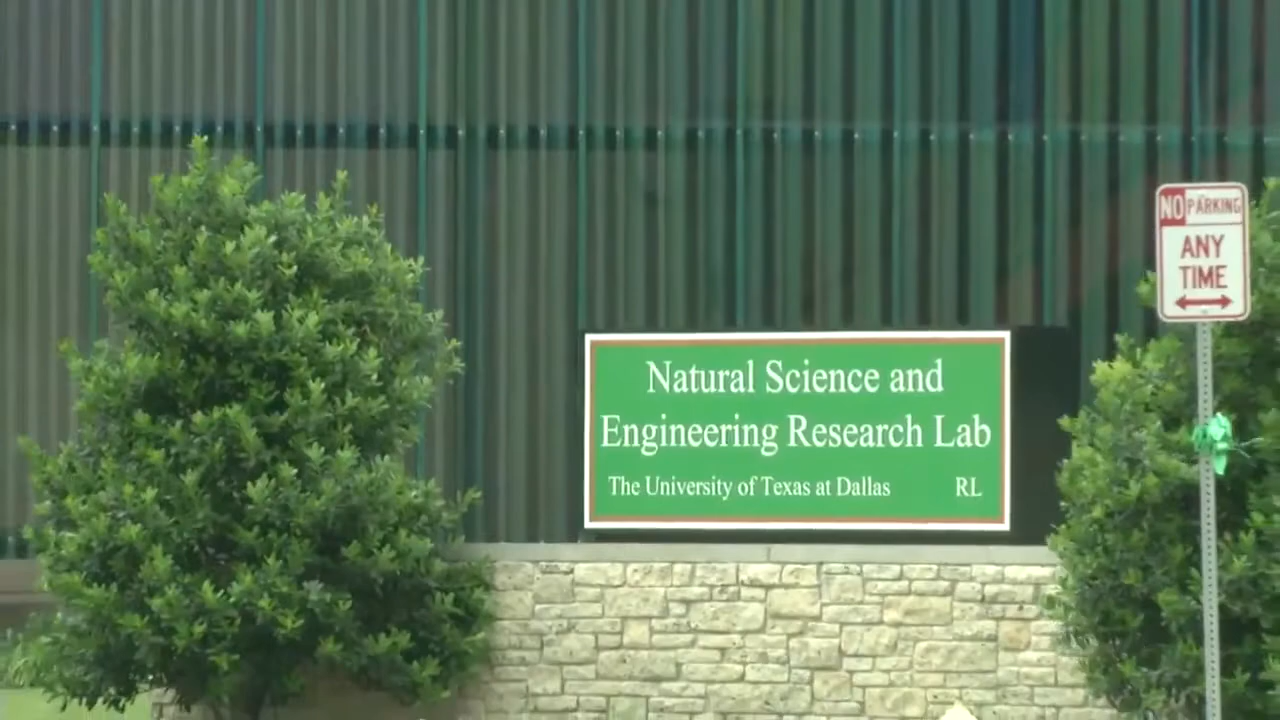 Natural Science and
Engineering Research Lab
The University of Texas at Dallas RL
NO PARKING
ANY
TIME